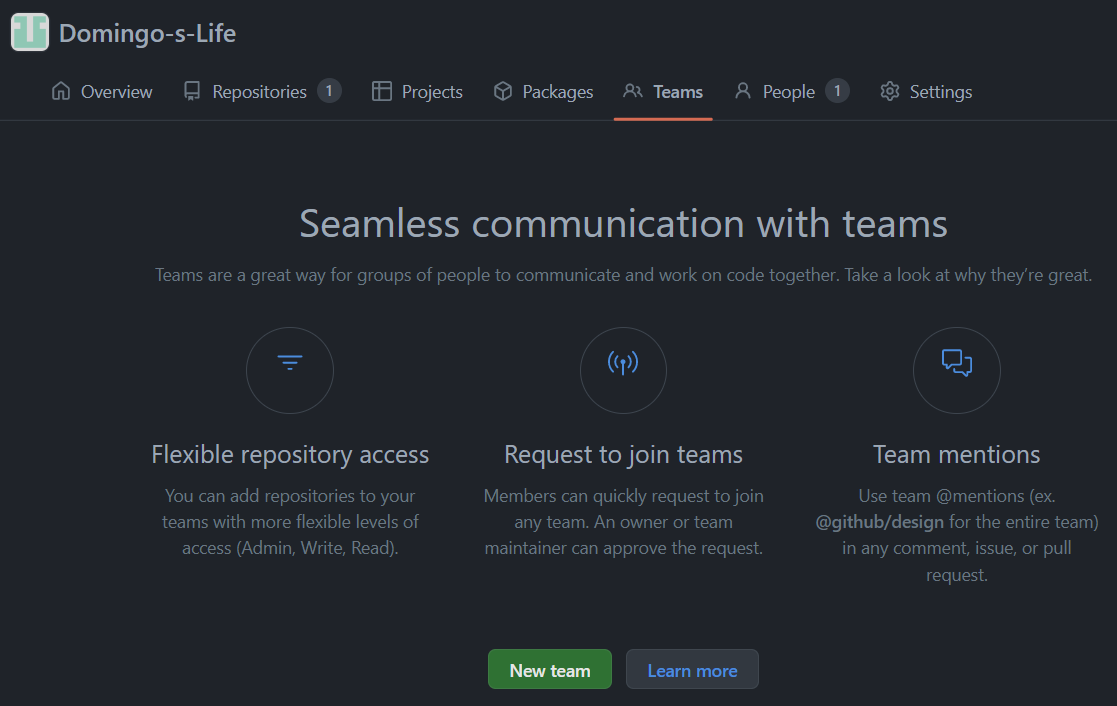 Domingo-s-Life
Overview Repositories 1 Projects Packages Teams People 1 Settings
Seamless communication with teams
Teams are a great way for groups of people to communicate and work on code together. Take a look at why they’re great.
Flexible repository access
You can add repositories to your
teams with more flexible levels of
access (Admin, Write, Read).
Request to join teams
Members can quickly request to join
any team. An owner or team
maintainer can approve the request.
Team mentions
Use team @mentions (ex.
@github/design for the entire team)
in any comment, issue, or pull
request.
New team Learn more